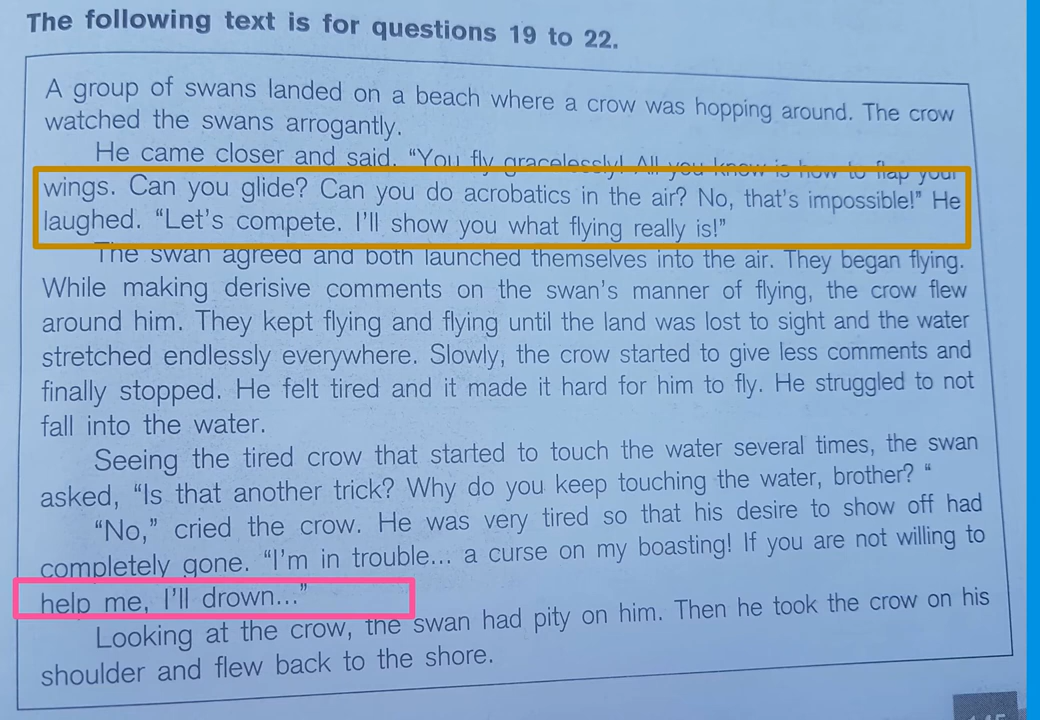 The following text is for questions 19 to 22.
A group of swans landed on a beach where a crow was hopping around. The crow
watched the swans arrogantly.
He came closer and said. “You fly gracelessly! All you know is how to flap your
wings. Can you glide? Can you do acrobatics in the air? No, that's impossible!” He
laughed. “Let's compete. I'll show you what flying really is!”
The swan agreed and both launched themselves into the air. They began flying.
While making derisive comments on the swan's manner of flying, the crow flew
around him. They kept flying and flying until the land was lost to sight and the water
stretched endlessly everywhere. Slowly, the crow started to give less comments and
finally stopped. He felt tired and it made it hard for him to fly. He struggled to not
fall into the water.
Seeing the tired crow that started to touch the water several times, the swan
asked, “Is that another trick? Why do you keep touching the water, brother? “
“No,” cried the crow. He was very tired so that his desire to show off had
completely gone. “I'm in trouble... a curse on my boasting! If you are not willing to
help me, I'll drown...”
Looking at the crow, the swan had pity on him. Then he took the crow on his
shoulder and flew back to the shore.